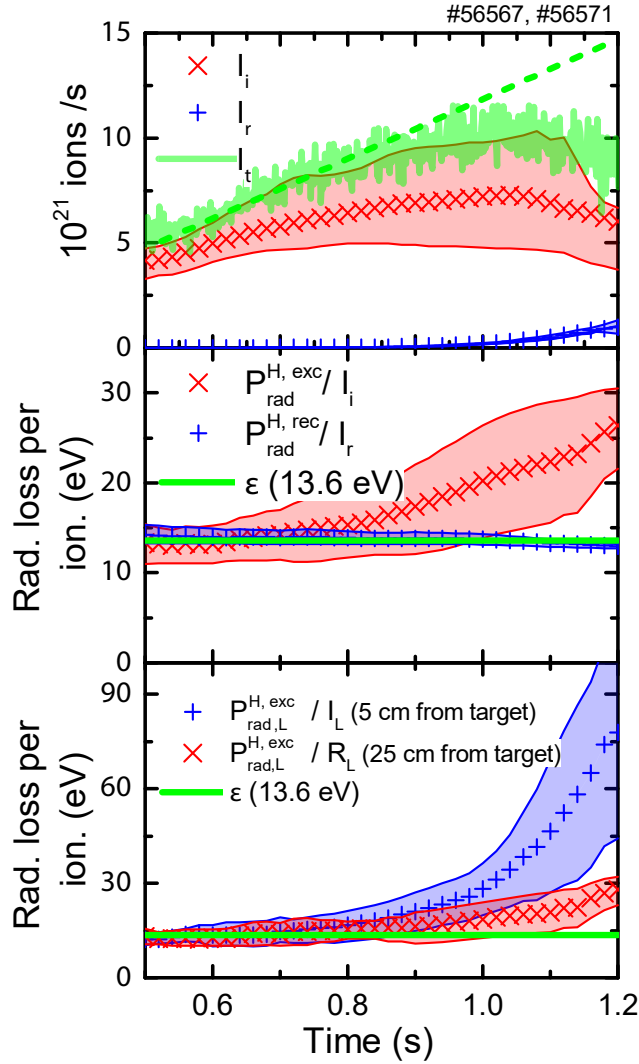 #56567, #56571
15
10
5
0
10²¹ ions /s
I_i
I_r
I_t
30
20
10
0
Rad. loss per
ion. (eV)
P_rad^H, exc / I_i
P_rad^H, rec / I_r
ε (13.6 eV)
90
60
30
0
Rad. loss per
ion. (eV)
P_rad,L^H, exc / I_L (5 cm from target)
P_rad,L^H, exc / R_L (25 cm from target)
ε (13.6 eV)
0.6 0.8 1.0 1.2
Time (s)